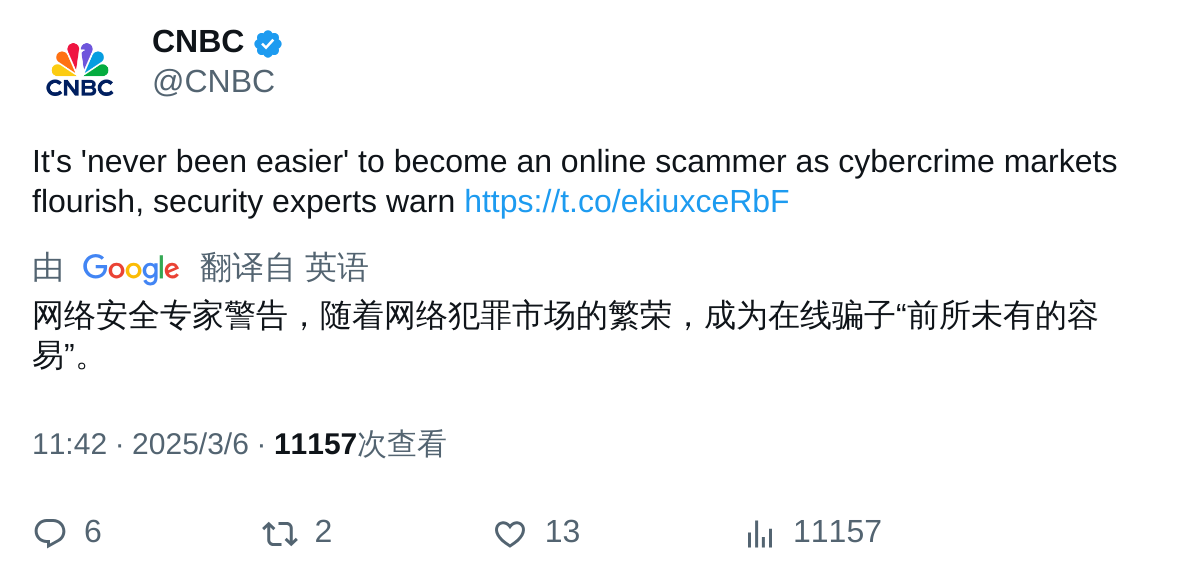 CNBC
@CNBC
CNBC
It's 'never been easier' to become an online scammer as cybercrime markets
flourish, security experts warn https://t.co/ekiuxceRbF
由 Google 翻译自 英语
网络安全专家警告，随着网络犯罪市场的繁荣，成为在线骗子“前所未有的容
易”。
11:42 · 2025/3/6 · 11157次查看
6 2 13 11157